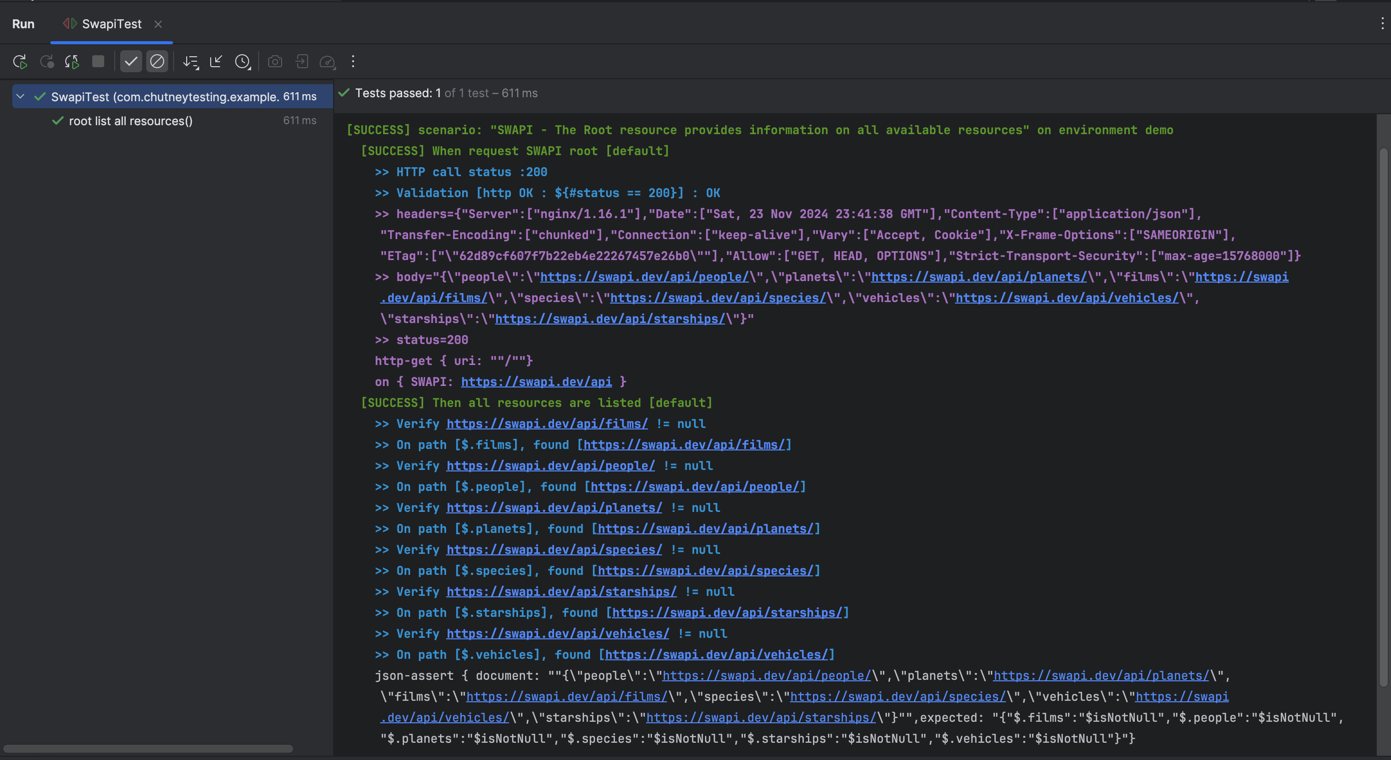 Run
SwapiTest
SwapiTest (com.chutneytesting.example. 611 ms
root list all resources() 611 ms
Tests passed: 1 of 1 test – 611 ms
[SUCCESS] scenario: "SWAPI - The Root resource provides information on all available resources" on environment demo
[SUCCESS] When request SWAPI root [default]
>> HTTP call status :200
>> Validation [http OK : ${#status == 200}] : OK
>> headers={"Server":["nginx/1.16.1"],"Date":["Sat, 23 Nov 2024 23:41:38 GMT"],"Content-Type":["application/json"],
"Transfer-Encoding":["chunked"],"Connection":["keep-alive"],"Vary":["Accept, Cookie"],"X-Frame-Options":["SAMEORIGIN"],
"ETag":["\"62d89cf607f7b22eb4e22267457e26b0\""],"Allow":["GET, HEAD, OPTIONS"],"Strict-Transport-Security":["max-age=15768000"]}
>> body="{\"people\":\"https://swapi.dev/api/people/\",\"planets\":\"https://swapi.dev/api/planets/\",\"films\":\"https://swapi
.dev/api/films/\",\"species\":\"https://swapi.dev/api/species/\",\"vehicles\":\"https://swapi.dev/api/vehicles/\",
\"starships\":\"https://swapi.dev/api/starships/\"}"
>> status=200
http-get { uri: ""/""}
on { SWAPI: https://swapi.dev/api }
[SUCCESS] Then all resources are listed [default]
>> Verify https://swapi.dev/api/films/ != null
>> On path [$.films], found [https://swapi.dev/api/films/]
>> Verify https://swapi.dev/api/people/ != null
>> On path [$.people], found [https://swapi.dev/api/people/]
>> Verify https://swapi.dev/api/planets/ != null
>> On path [$.planets], found [https://swapi.dev/api/planets/]
>> Verify https://swapi.dev/api/species/ != null
>> On path [$.species], found [https://swapi.dev/api/species/]
>> Verify https://swapi.dev/api/starships/ != null
>> On path [$.starships], found [https://swapi.dev/api/starships/]
>> Verify https://swapi.dev/api/vehicles/ != null
>> On path [$.vehicles], found [https://swapi.dev/api/vehicles/]
json-assert { document: ""{\"people\":\"https://swapi.dev/api/people/\",\"planets\":\"https://swapi.dev/api/planets/\",
\"films\":\"https://swapi.dev/api/films/\",\"species\":\"https://swapi.dev/api/species/\",\"vehicles\":\"https://swapi
.dev/api/vehicles/\",\"starships\":\"https://swapi.dev/api/starships/\"}"",expected: "{"$.films":"$isNotNull","$.people":"$isNotNull",
"$.planets":"$isNotNull","$.species":"$isNotNull","$.starships":"$isNotNull","$.vehicles":"$isNotNull"}"}